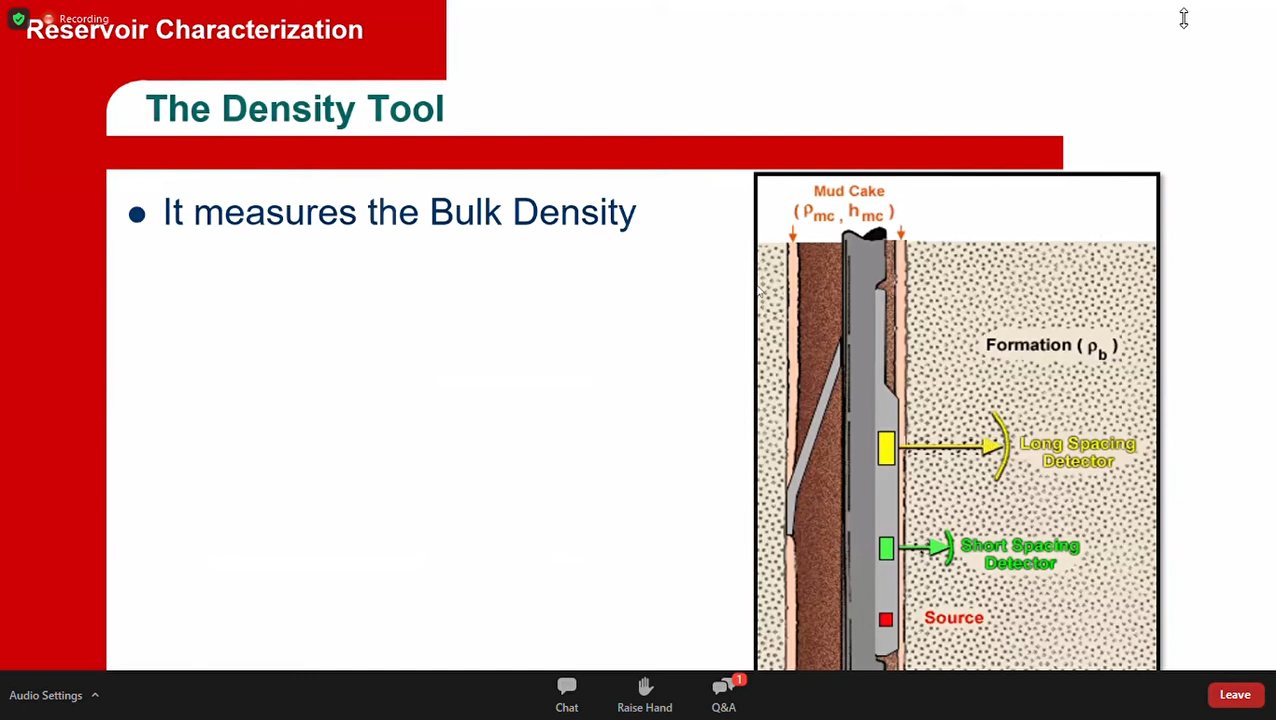 Recording
Reservoir Characterization
The Density Tool
It measures the Bulk Density
Mud Cake
( ρmc , hmc )
Formation ( ρb )
Long Spacing
Detector
Short Spacing
Detector
Source
Audio Settings
Chat
Raise Hand
1
Q&A
Leave